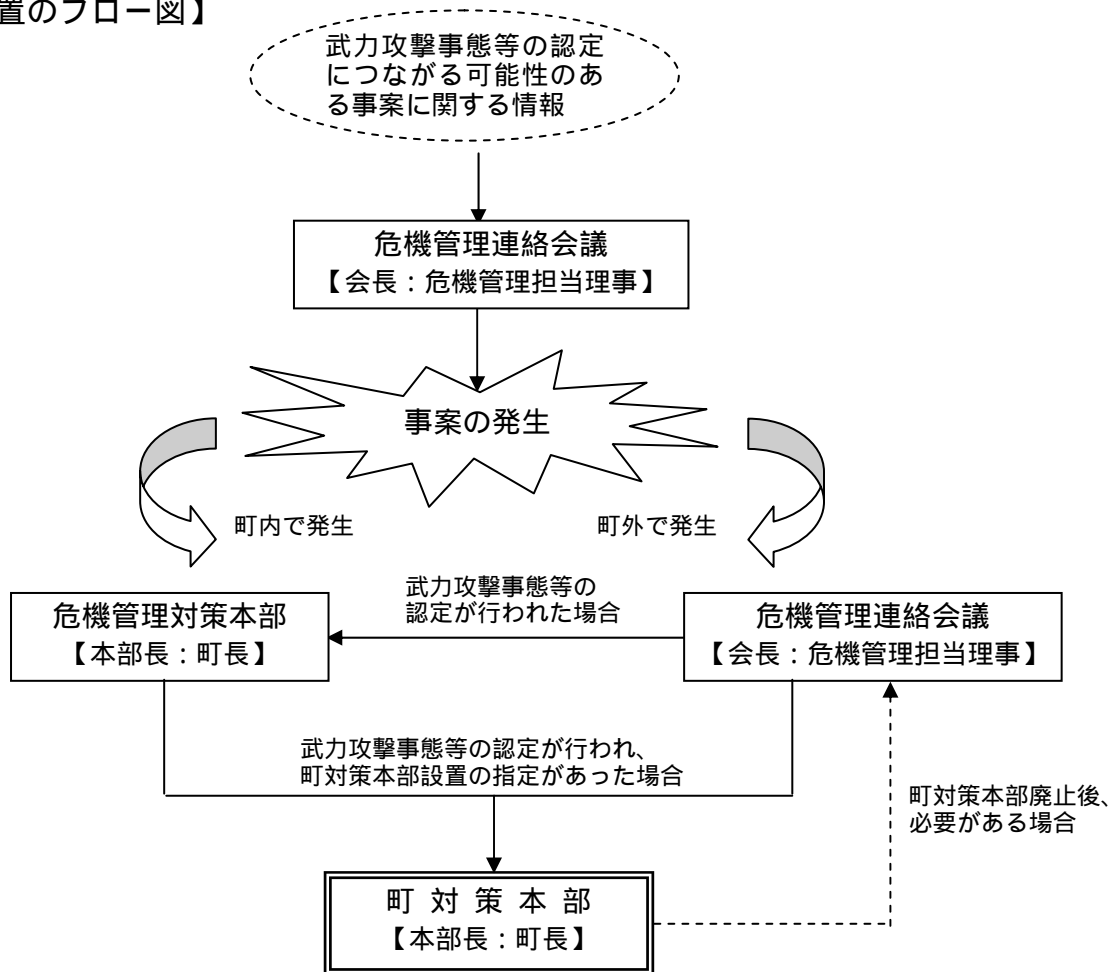 置のフロー図】
武力攻撃事態等の認定
につながる可能性のあ
る事案に関する情報
危機管理連絡会議
【会長：危機管理担当理事】
事案の発生
町内で発生
町外で発生
武力攻撃事態等の
認定が行われた場合
危機管理対策本部
【本部長：町長】
危機管理連絡会議
【会長：危機管理担当理事】
武力攻撃事態等の認定が行われ、
町対策本部設置の指定があった場合
町対策本部廃止後、
必要がある場合
町 対 策 本 部
【本部長：町長】